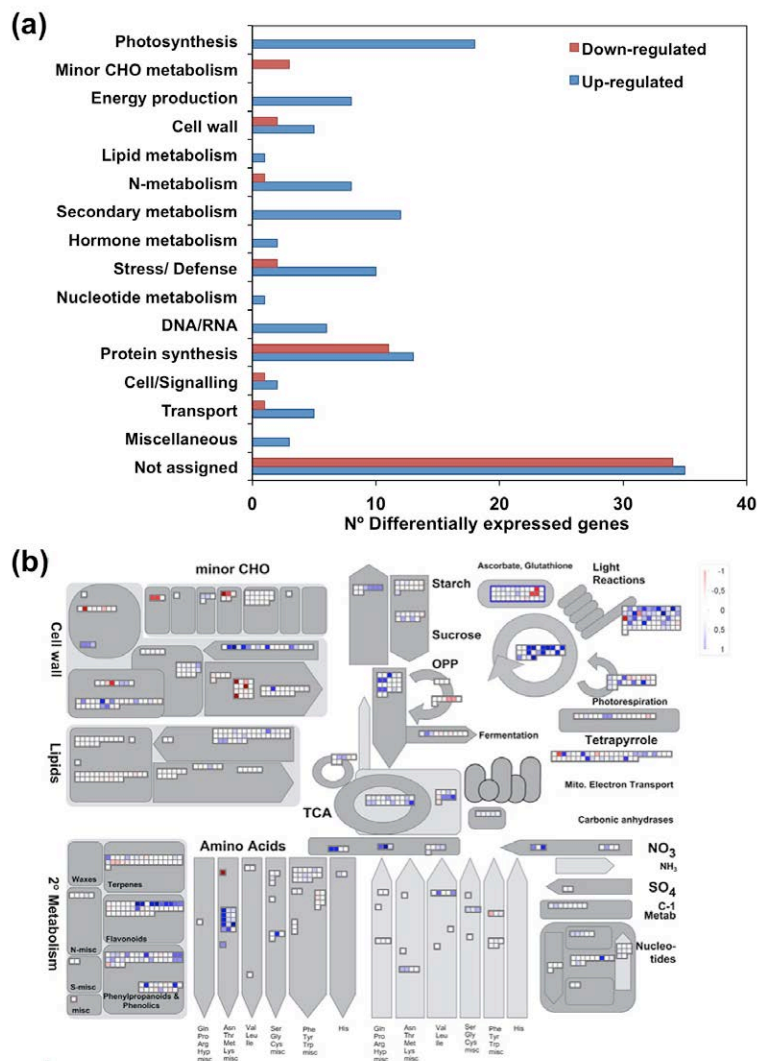 (a)
Photosynthesis
Minor CHO metabolism
Energy production
Cell wall
Lipid metabolism
N-metabolism
Secondary metabolism
Hormone metabolism
Stress/ Defense
Nucleotide metabolism
DNA/RNA
Protein synthesis
Cell/Signalling
Transport
Miscellaneous
Not assigned
Down-regulated
Up-regulated
0 10 20 30 40
Nº Differentially expressed genes
(b)
minor CHO
Cell wall
Lipids
2° Metabolism
Starch
Sucrose
OPP
Fermentation
TCA
Ascorbate, Glutathione
Light
Reactions
-1
-0.5
0
0.5
1
Photorespiration
Tetrapyrrole
Mito. Electron Transport
Carbonic anhydrases
Amino Acids
NO3
NH3
SO4
C-1
Metab
Nucleo-
tides
Waxes
Terpenes
Flavonoids
N-misc
S-misc
Phenylpropanoids &
Phenolics
misc
Gln
Pro
Arg
Hyp
misc
Asn
Thr
Met
Lys
misc
Val
Leu
Ile
Ser
Gly
Cys
misc
Phe
Tyr
Trp
misc
His
Gln
Pro
Arg
Hyp
misc
Asn
Thr
Met
Lys
misc
Val
Leu
Ile
Ser
Gly
Cys
misc
Phe
Tyr
Trp
misc
His